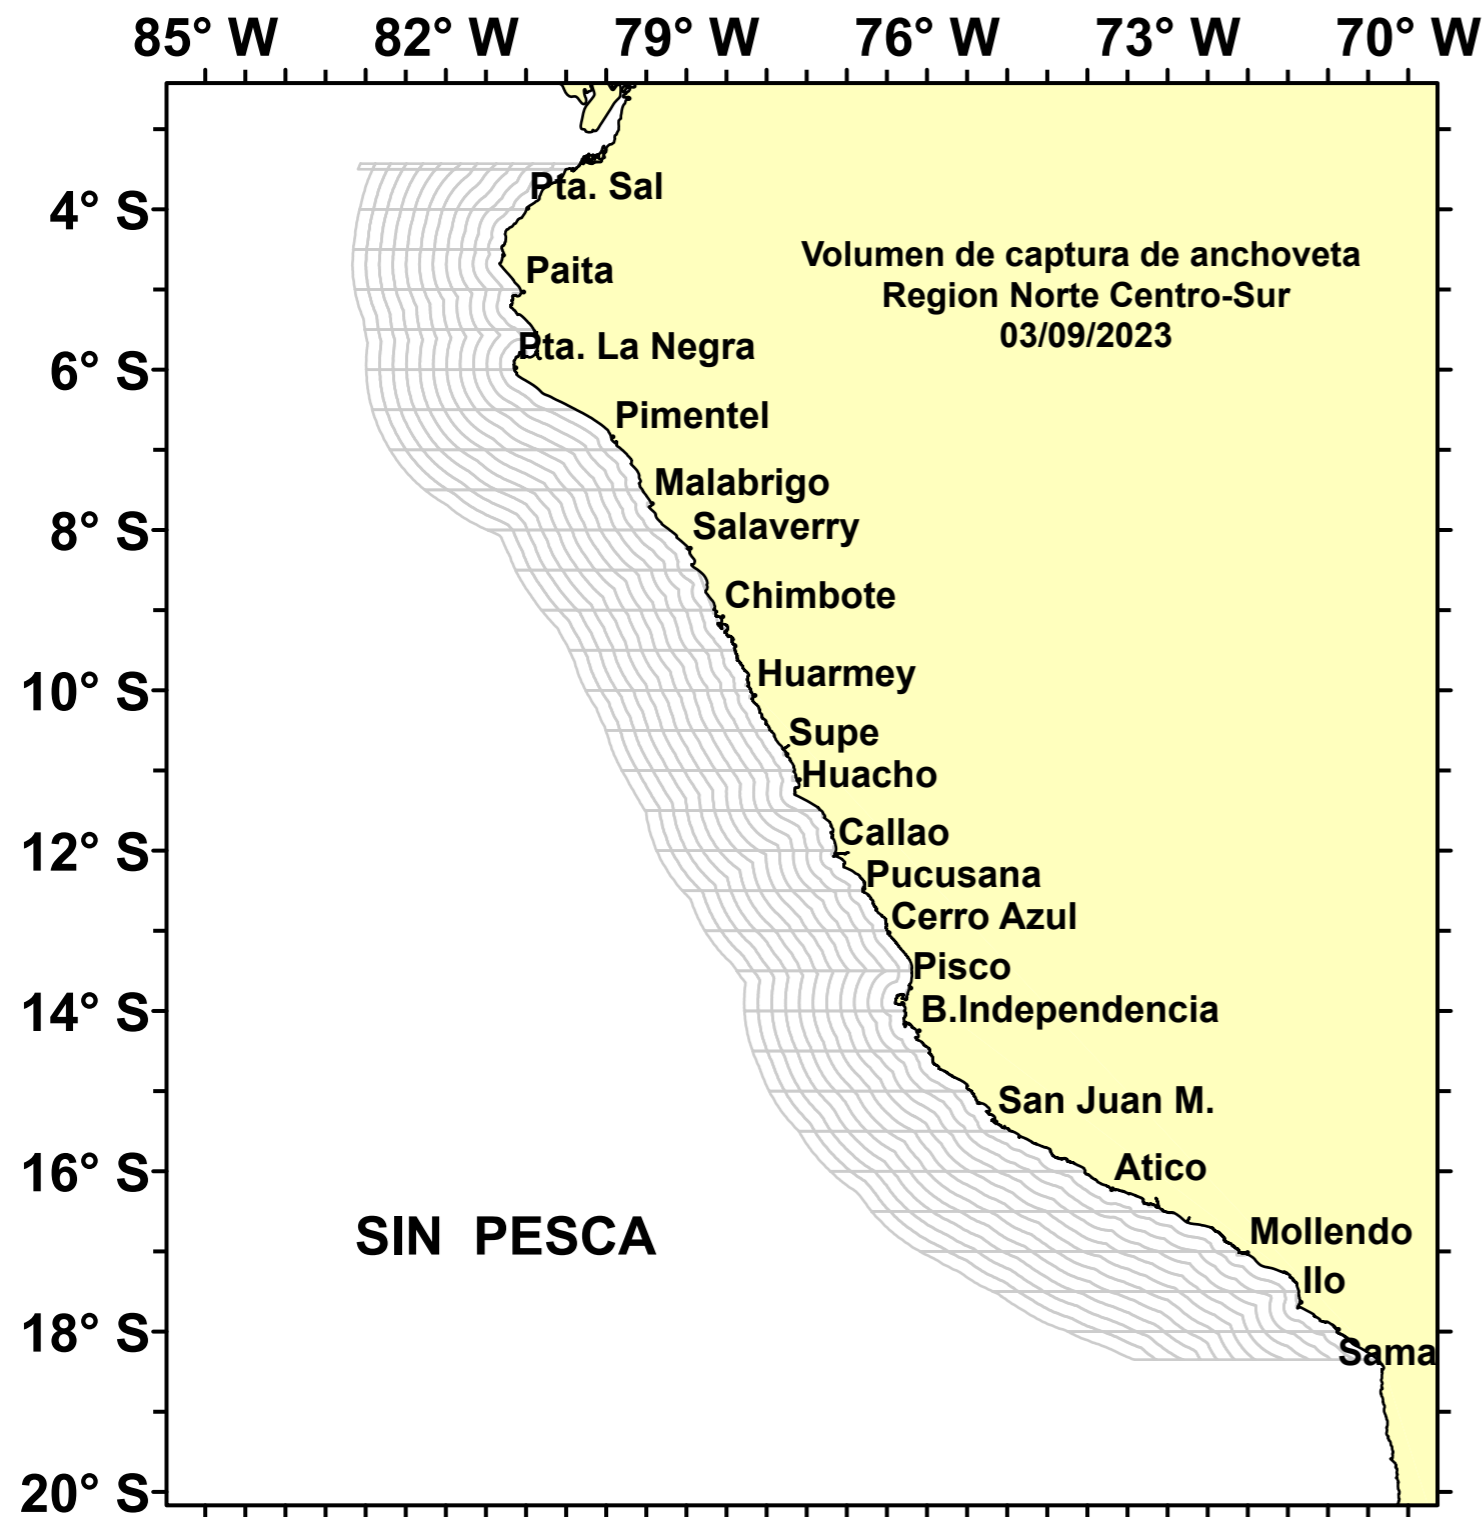 85° W 82° W 79° W 76° W 73° W 70° W
4° S
6° S
8° S
10° S
12° S
14° S
16° S
18° S
20° S
Volumen de captura de anchoveta
Region Norte Centro-Sur
03/09/2023
Pta. Sal
Paita
Pta. La Negra
Pimentel
Malabrigo
Salaverry
Chimbote
Huarmey
Supe
Huacho
Callao
Pucusana
Cerro Azul
Pisco
B.Independencia
San Juan M.
Atico
Mollendo
Ilo
Sama
SIN PESCA